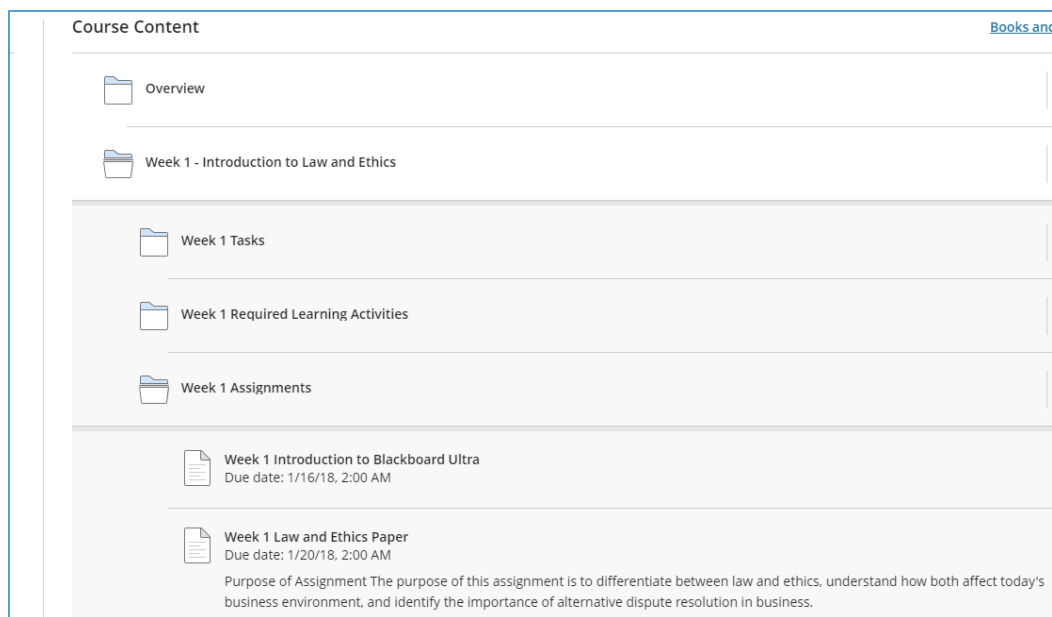 Course Content
Books and
Overview
Week 1 - Introduction to Law and Ethics
Week 1 Tasks
Week 1 Required Learning Activities
Week 1 Assignments
Week 1 Introduction to Blackboard Ultra
Due date: 1/16/18, 2:00 AM
Week 1 Law and Ethics Paper
Due date: 1/20/18, 2:00 AM
Purpose of Assignment The purpose of this assignment is to differentiate between law and ethics, understand how both affect today's
business environment, and identify the importance of alternative dispute resolution in business.